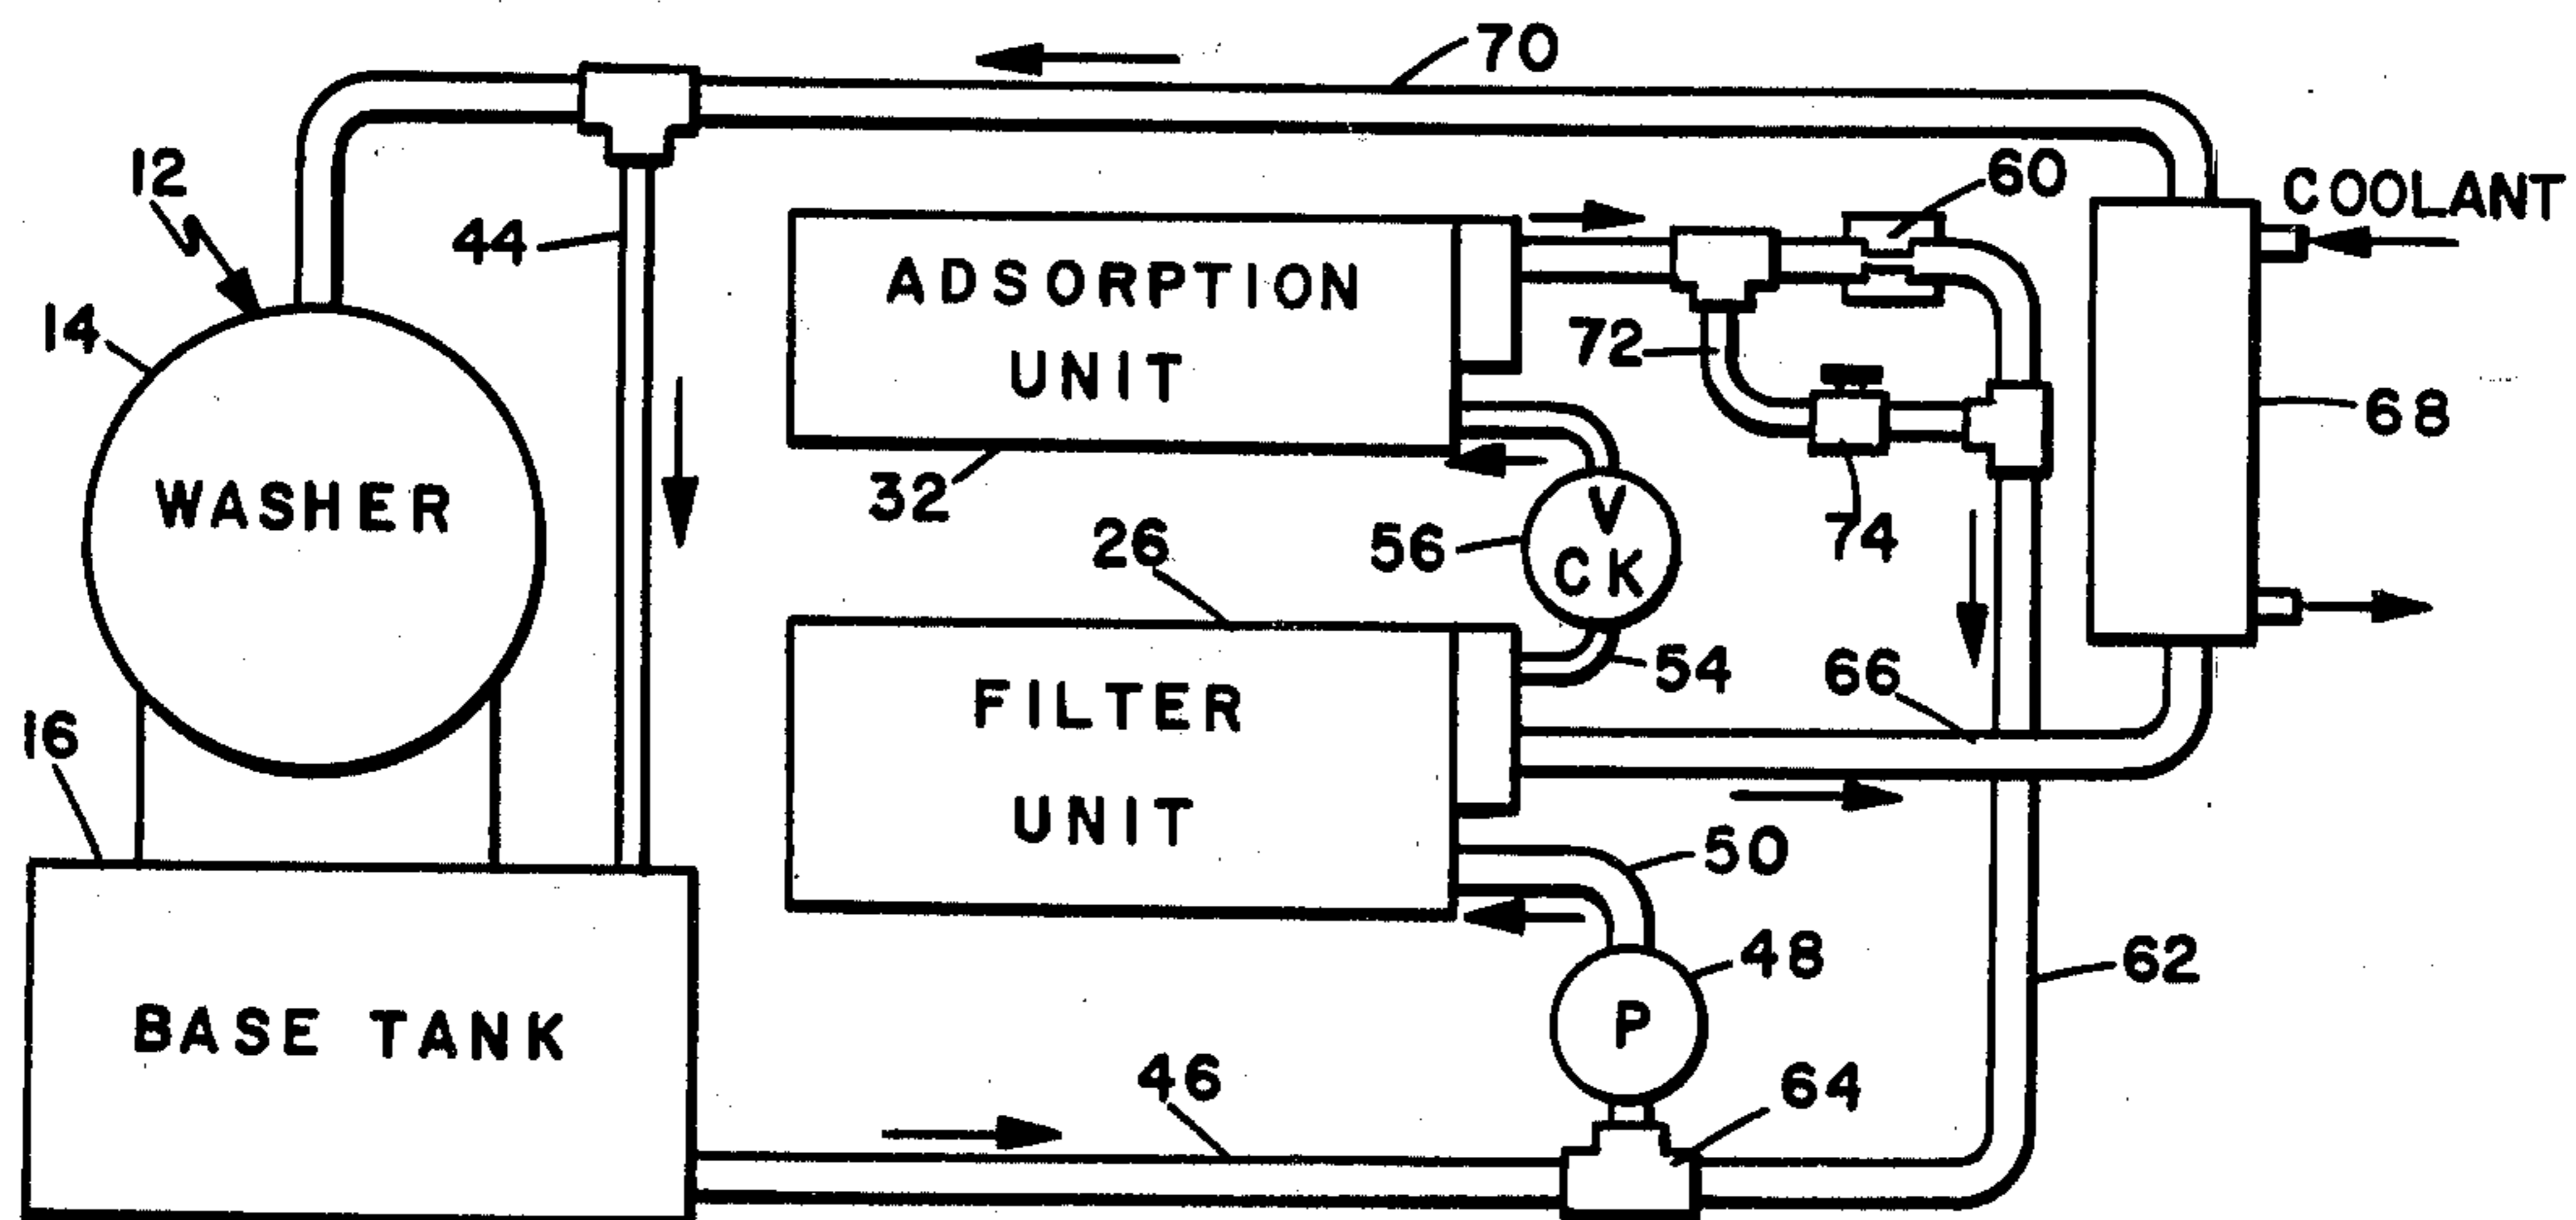 70
12
60
COOLANT
44
14
ADSORPTION
UNIT
72
68
WASHER
32
26
56
V
CK
74
54
66
16
FILTER
UNIT
50
48
62
P
BASE TANK
46
64